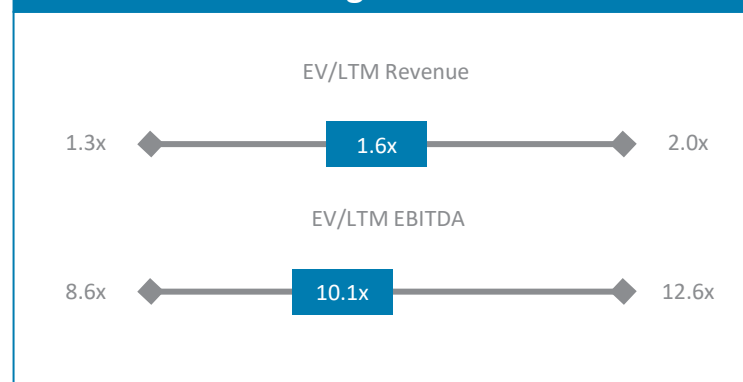 EV/LTM Revenue
1.3x 1.6x 2.0x
EV/LTM EBITDA
8.6x 10.1x 12.6x